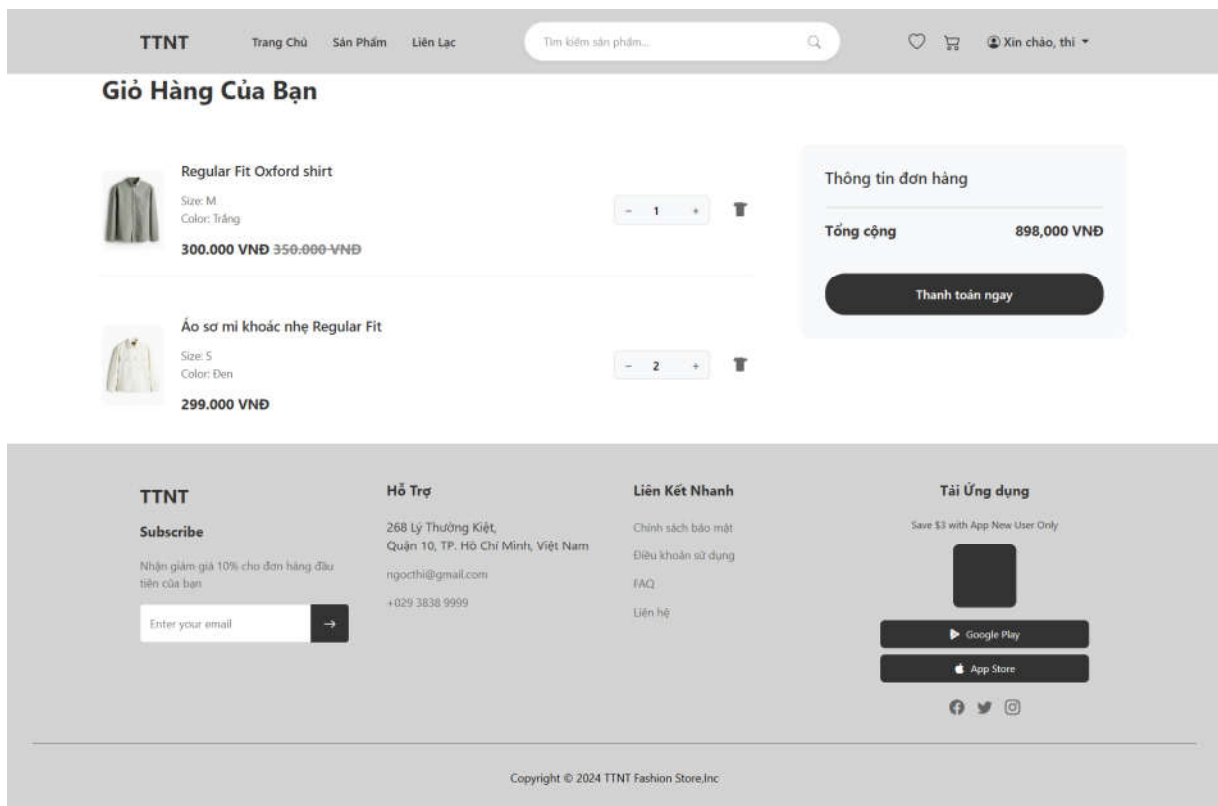 TTNT
Trang Chủ
Sản Phẩm
Liên Lạc
Tìm kiếm sản phẩm...
Xin chào, thi
Giỏ Hàng Của Bạn
Regular Fit Oxford shirt
Size: M
Color: Trắng
300.000 VNĐ 350.000 VNĐ
- 1 +
Áo sơ mi khoác nhẹ Regular Fit
Size: S
Color: Đen
299.000 VNĐ
- 2 +
Thông tin đơn hàng
Tổng cộng 898,000 VNĐ
Thanh toán ngay
TTNT
Subscribe
Nhận giảm giá 10% cho đơn hàng đầu
tiên của bạn
Enter your email
Hỗ Trợ
268 Lý Thường Kiệt,
Quận 10, TP. Hồ Chí Minh, Việt Nam
ngocthi@gmail.com
+029 3838 9999
Liên Kết Nhanh
Chính sách bảo mật
Điều khoản sử dụng
FAQ
Liên hệ
Tải Ứng dụng
Save $3 with App New User Only
Google Play
App Store
Copyright © 2024 TTNT Fashion Store,Inc